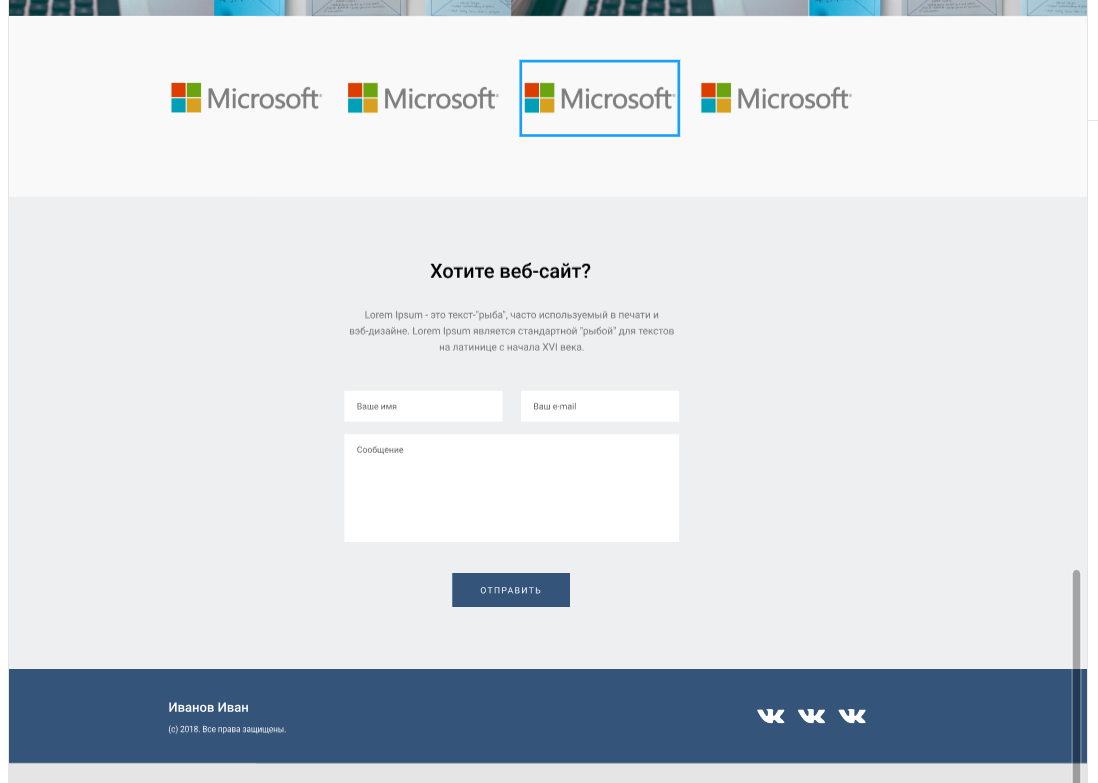 Microsoft Microsoft Microsoft Microsoft
Хотите веб-сайт?
Lorem Ipsum - это текст-"рыба", часто используемый в печати и
вэб-дизайне. Lorem Ipsum является стандартной "рыбой" для текстов
на латинице с начала XVI века.
Ваше имя Ваш e-mail
Сообщение
ОТПРАВИТЬ
Иванов Иван
(c) 2018. Все права защищены.